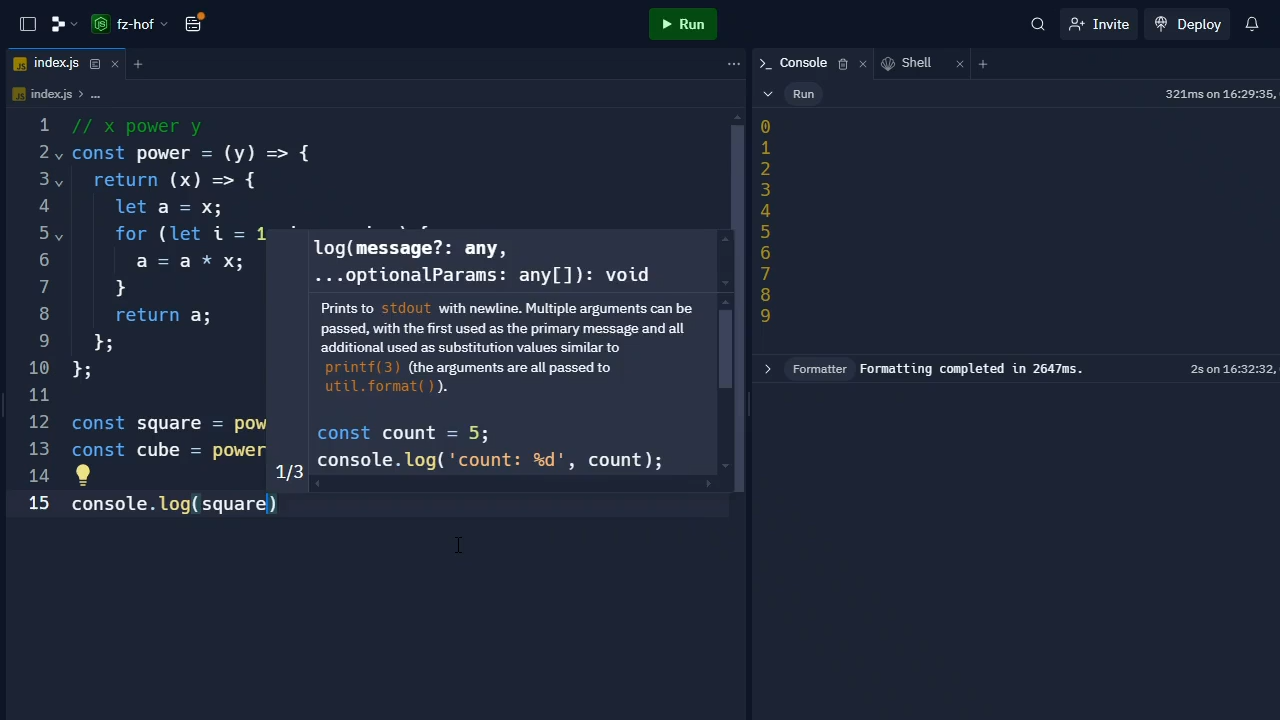 fz-hof
Run
Invite
Deploy
JS index.js
Console
Shell
JS index.js > ...
Run
321ms on 16:29:35,
1 // x power y
2 const power = (y) => {
3 return (x) => {
4 let a = x;
5 for (let i = 1
6 a = a * x;
7 }
8 return a;
9 };
10 };
11
12 const square = pow
13 const cube = power
14
15 console.log(square)
log(message?: any,
...optionalParams: any[]): void
Prints to stdout with newline. Multiple arguments can be
passed, with the first used as the primary message and all
additional used as substitution values similar to
printf(3) (the arguments are all passed to
util.format()).
const count = 5;
console.log('count: %d', count);
1/3
0
1
2
3
4
5
6
7
8
9
Formatter Formatting completed in 2647ms.
2s on 16:32:32,